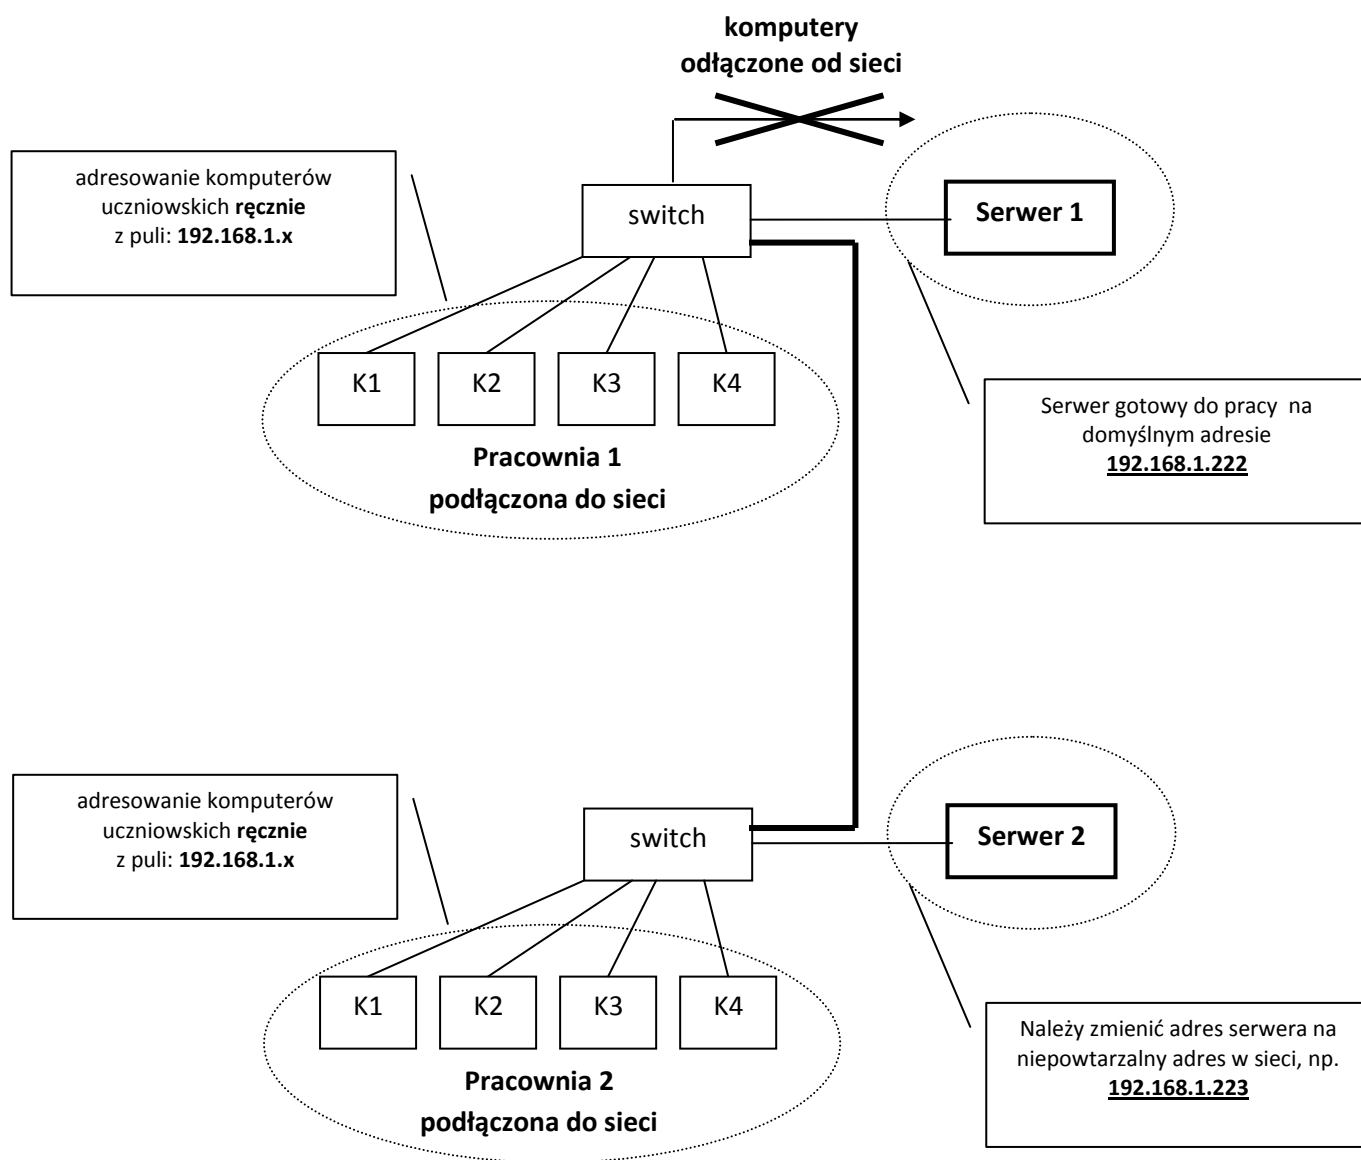 komputery
odłączone od sieci
adresowanie komputerów
uczniowskich ręcznie
z puli: 192.168.1.x
switch
Serwer 1
K1
K2
K3
K4
Pracownia 1
podłączona do sieci
Serwer gotowy do pracy na
domyślnym adresie
192.168.1.222
adresowanie komputerów
uczniowskich ręcznie
z puli: 192.168.1.x
switch
Serwer 2
K1
K2
K3
K4
Pracownia 2
podłączona do sieci
Należy zmienić adres serwera na
niepowtarzalny adres w sieci, np.
192.168.1.223